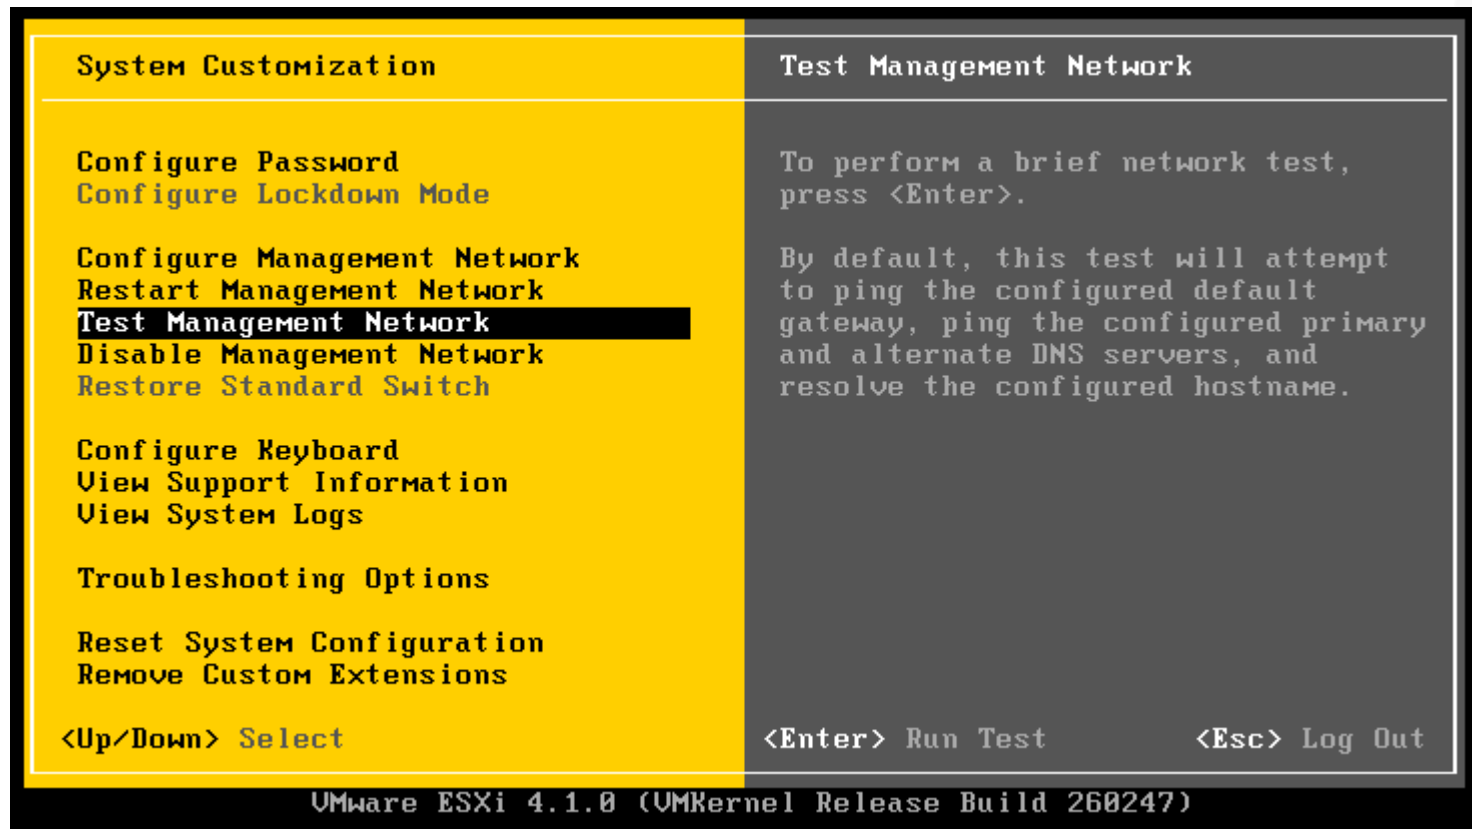 System Customization
Configure Password
Configure Lockdown Mode
Configure Management Network
Restart Management Network
Test Management Network
Disable Management Network
Restore Standard Switch
Configure Keyboard
View Support Information
View System Logs
Troubleshooting Options
Reset System Configuration
Remove Custom Extensions
<Up/Down> Select
Test Management Network
To perform a brief network test,
press <Enter>.
By default, this test will attempt
to ping the configured default
gateway, ping the configured primary
and alternate DNS servers, and
resolve the configured hostname.
<Enter> Run Test <Esc> Log Out
VMware ESXi 4.1.0 (VMKernel Release Build 260247)